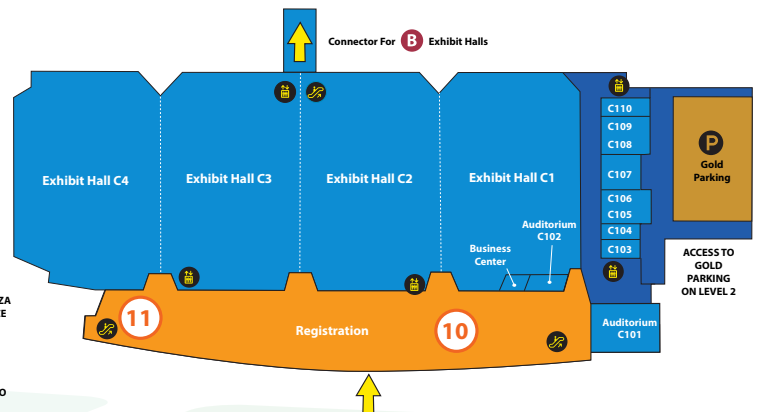 Connector For B Exhibit Halls
C110
C109
C108
C107
C106
C105
C104
C103
P
Gold
Parking
Exhibit Hall C4
Exhibit Hall C3
Exhibit Hall C2
Exhibit Hall C1
Auditorium
C102
Business
Center
ACCESS TO
GOLD
PARKING
ON LEVEL 2
ZA
CE
11
Registration
10
Auditorium
C101
O